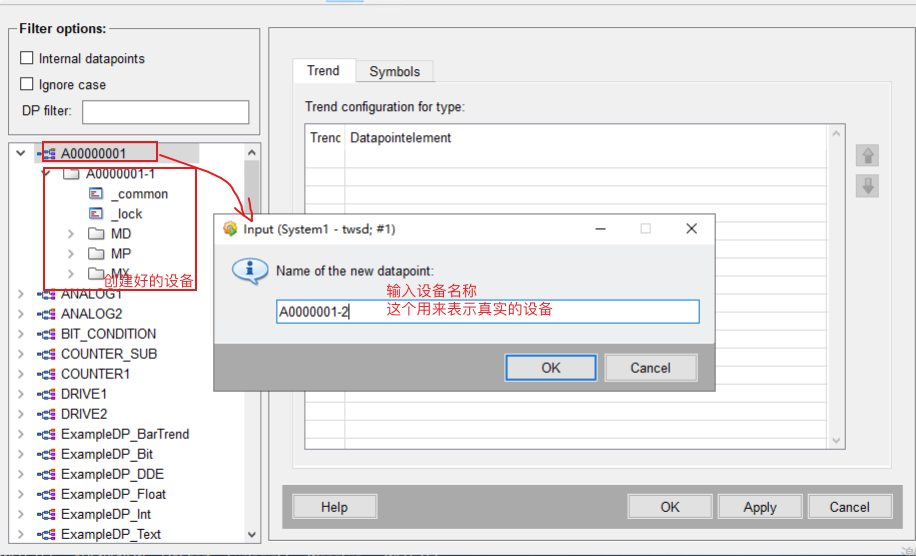 Filter options:
Internal datapoints
Ignore case
DP filter:
A00000001
A0000001-1
_common
_lock
MD
MP
MX
创建好的设备
ANALOG1
ANALOG2
BIT_CONDITION
COUNTER_SUB
COUNTER1
DRIVE1
DRIVE2
ExampleDP_BarTrend
ExampleDP_Bit
ExampleDP_DDE
ExampleDP_Float
ExampleDP_Int
ExampleDP_Text
Trend Symbols
Trend configuration for type:
Trenc Datapointelement
Input (System1 - twsd; #1)
Name of the new datapoint:
输入设备名称
A0000001-2 这个用来表示真实的设备
OK Cancel
Help OK Apply Cancel